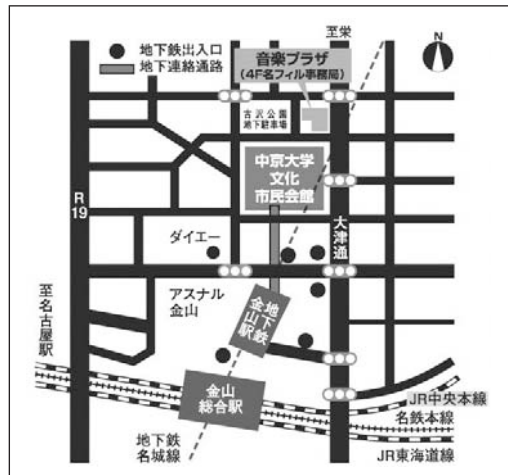 至栄
地下鉄出入口
地下連絡通路
音楽プラザ
(4F名フィル事務局)
N
古沢公園
地下駐車場
中京大学
文化
市民会館
R
19
大津通
ダイエー
アスナル
金山
地下鉄
金山駅
至名古屋駅
金山
総合駅
JR中央本線
名鉄本線
地下鉄
名城線
JR東海道線